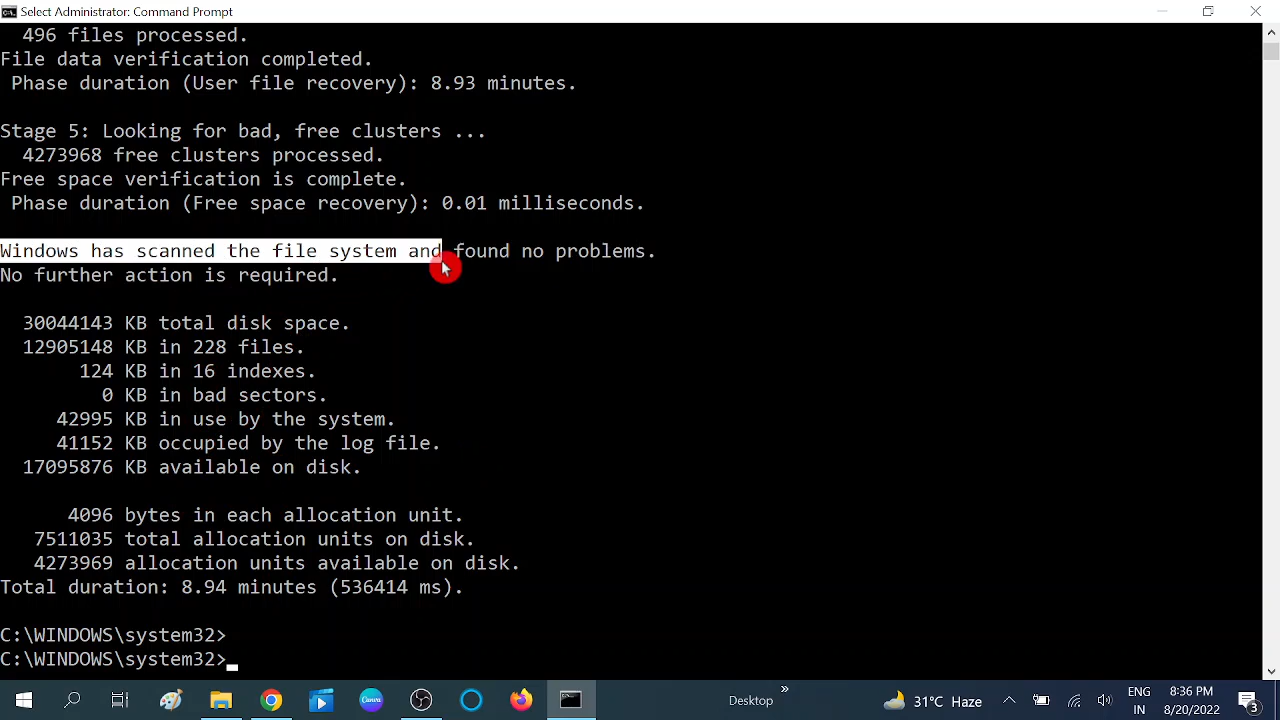 Select Administrator: Command Prompt
496 files processed.
File data verification completed.
Phase duration (User file recovery): 8.93 minutes.
Stage 5: Looking for bad, free clusters ...
4273968 free clusters processed.
Free space verification is complete.
Phase duration (Free space recovery): 0.01 milliseconds.
Windows has scanned the file system and found no problems.
No further action is required.
30044143 KB total disk space.
12905148 KB in 228 files.
124 KB in 16 indexes.
0 KB in bad sectors.
42995 KB in use by the system.
41152 KB occupied by the log file.
17095876 KB available on disk.
4096 bytes in each allocation unit.
7511035 total allocation units on disk.
4273969 allocation units available on disk.
Total duration: 8.94 minutes (536414 ms).
C:\WINDOWS\system32>
C:\WINDOWS\system32>
Canva
Desktop
31°C Haze
ENG
IN
8:36 PM
8/20/2022
3